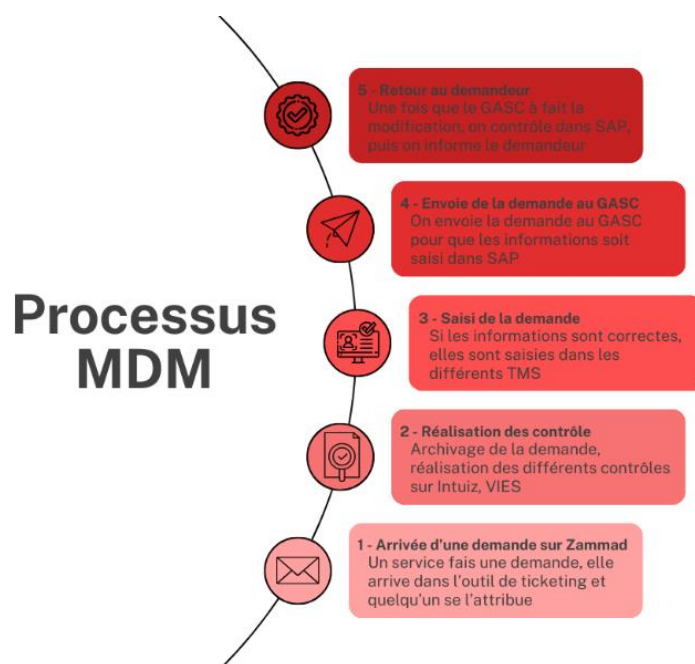 Processus
MDM
5 - Retour au demandeur
Une fois que le GASC à fait la
modification, on contrôle dans SAP,
puis on informe le demandeur
4 - Envoie de la demande au GASC
On envoie la demande au GASC
pour que les informations soit
saisi dans SAP
3 - Saisi de la demande
Si les informations sont correctes,
elles sont saisies dans les
différents TMS
2 - Réalisation des contrôle
Archivage de la demande,
réalisation des différents contrôles
sur Intuiz, VIES
1 - Arrivée d'une demande sur Zammad
Un service fais une demande, elle
arrive dans l'outil de ticketing et
quelqu'un se l'attribue